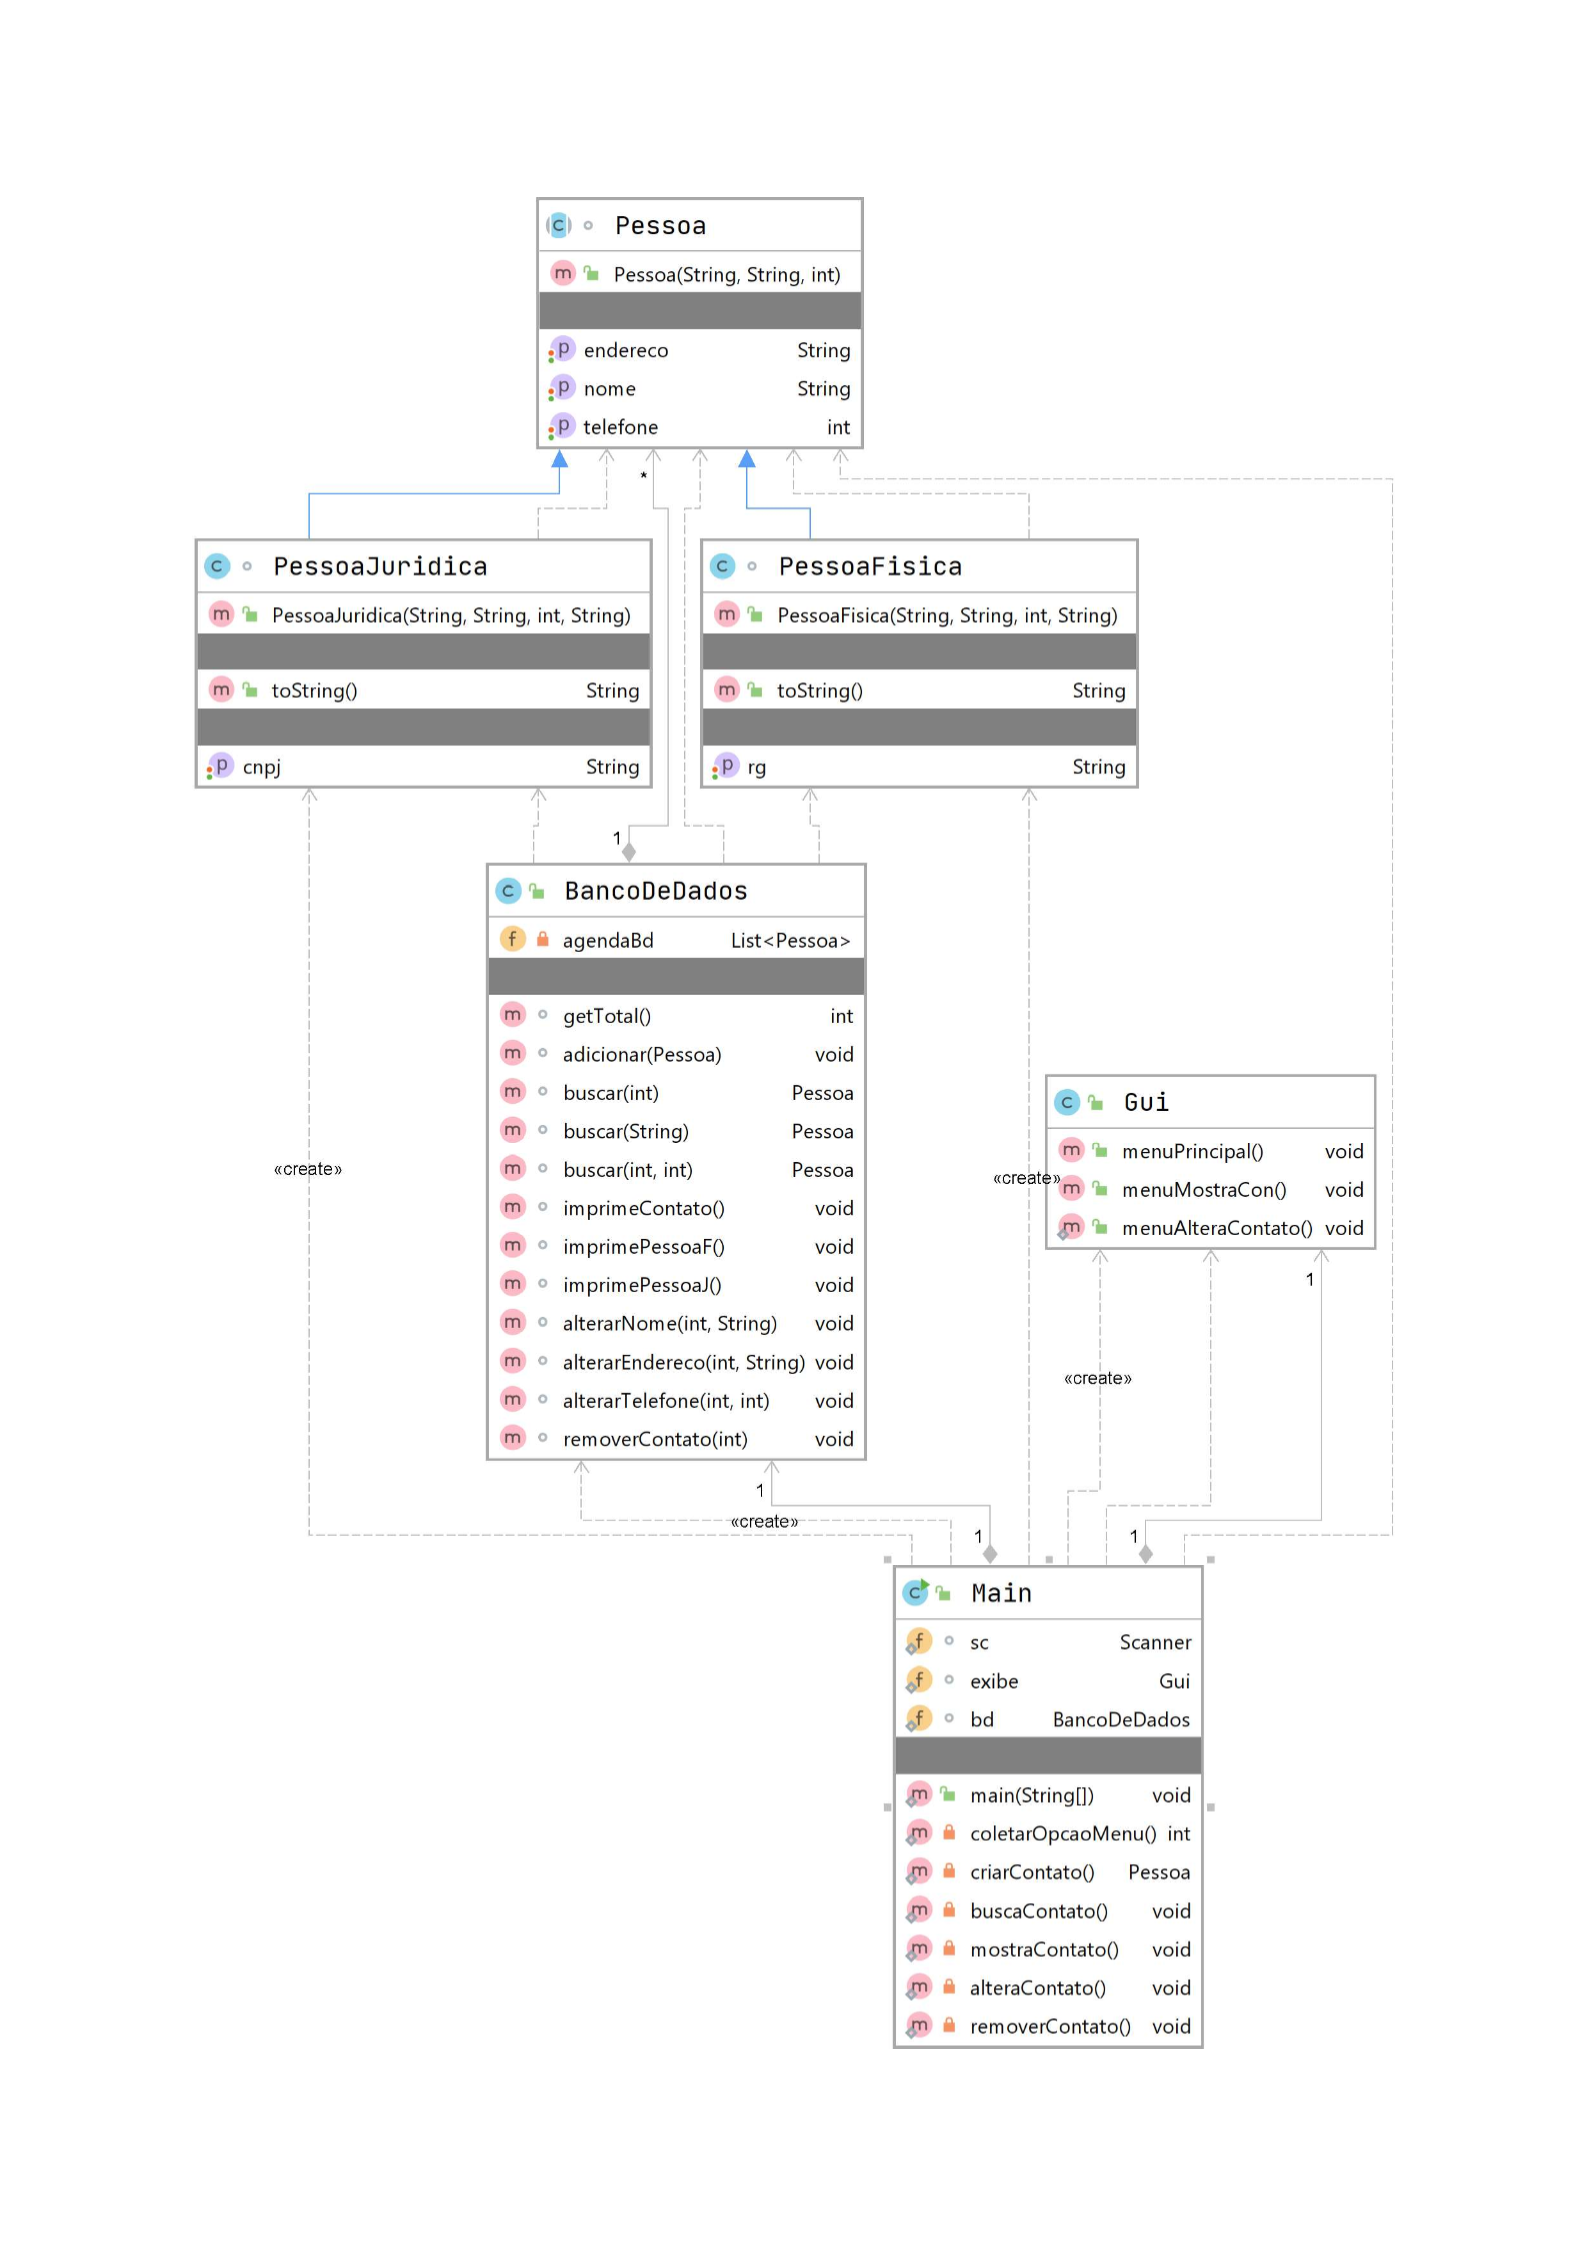 Pessoa
Pessoa(String, String, int)
endereco String
nome String
telefone int
*
PessoaJuridica
PessoaJuridica(String, String, int, String)
toString() String
cnpj String
PessoaFisica
PessoaFisica(String, String, int, String)
toString() String
rg String
1
BancoDeDados
agendaBd List<Pessoa>
getTotal() int
adicionar(Pessoa) void
buscar(int) Pessoa
buscar(String) Pessoa
buscar(int, int) Pessoa
imprimeContato() void
imprimePessoaF() void
imprimePessoaJ() void
alterarNome(int, String) void
alterarEndereco(int, String) void
alterarTelefone(int, int) void
removerContato(int) void
Gui
menuPrincipal() void
menuMostraCon() void
menuAlteraContato() void
«create»
«create»
1
«create»
1
«create»
1
1
Main
sc Scanner
exibe Gui
bd BancoDeDados
main(String[]) void
coletarOpcaoMenu() int
criarContato() Pessoa
buscaContato() void
mostraContato() void
alteraContato() void
removerContato() void